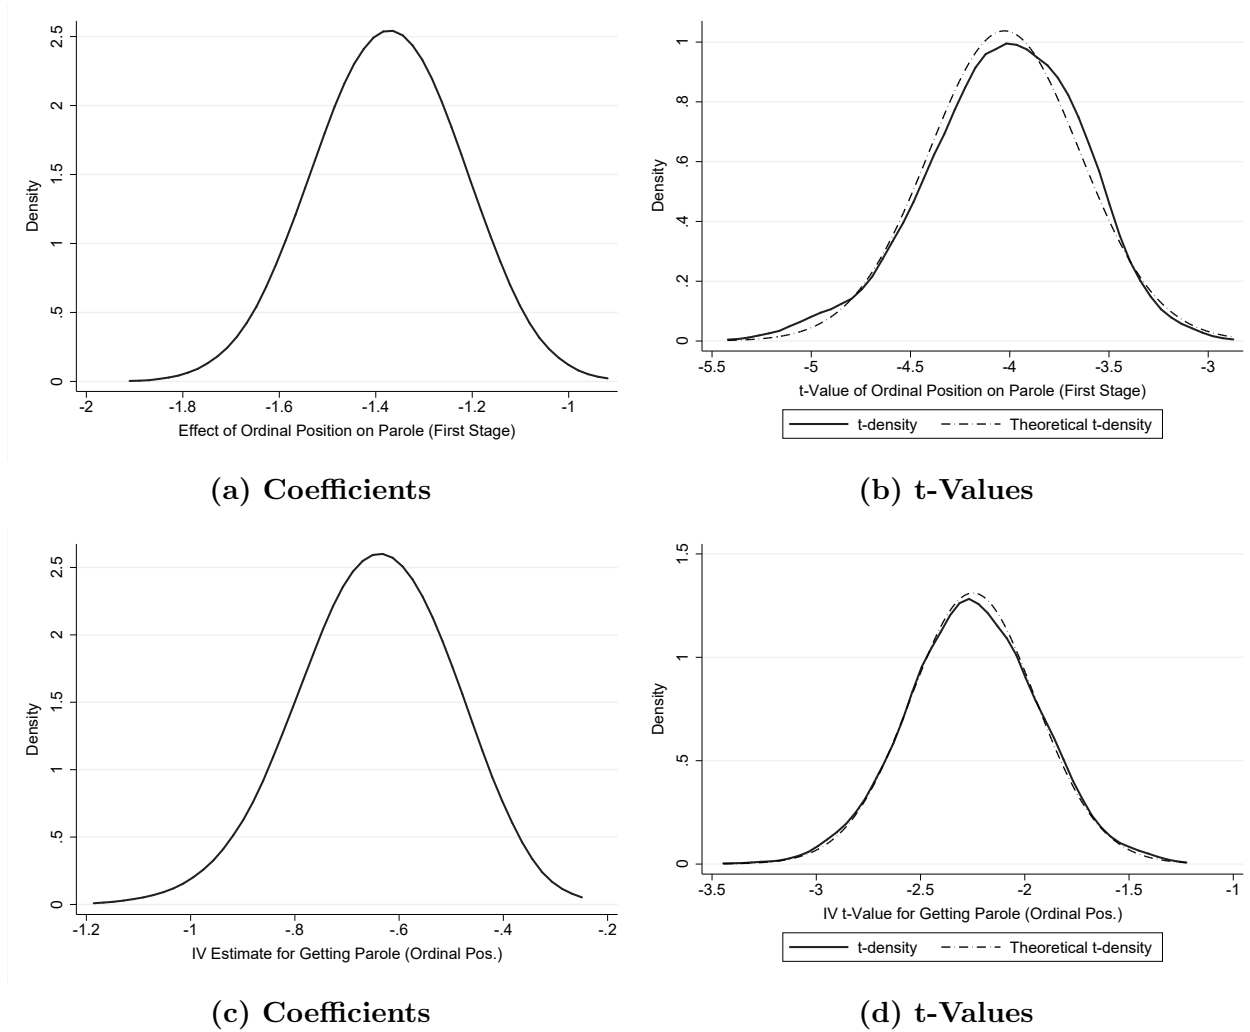 2.5
2
1.5
1
.5
0
Density
-2 -1.8 -1.6 -1.4 -1.2 -1
Effect of Ordinal Position on Parole (First Stage)
(a) Coefficients
1
.8
.6
.4
.2
0
Density
-5.5 -5 -4.5 -4 -3.5 -3
t-Value of Ordinal Position on Parole (First Stage)
t-density Theoretical t-density
(b) t-Values
2.5
2
1.5
1
.5
0
Density
-1.2 -1 -.8 -.6 -.4 -.2
IV Estimate for Getting Parole (Ordinal Pos.)
(c) Coefficients
1.5
1
.5
0
Density
-3.5 -3 -2.5 -2 -1.5 -1
IV t-Value for Getting Parole (Ordinal Pos.)
t-density Theoretical t-density
(d) t-Values